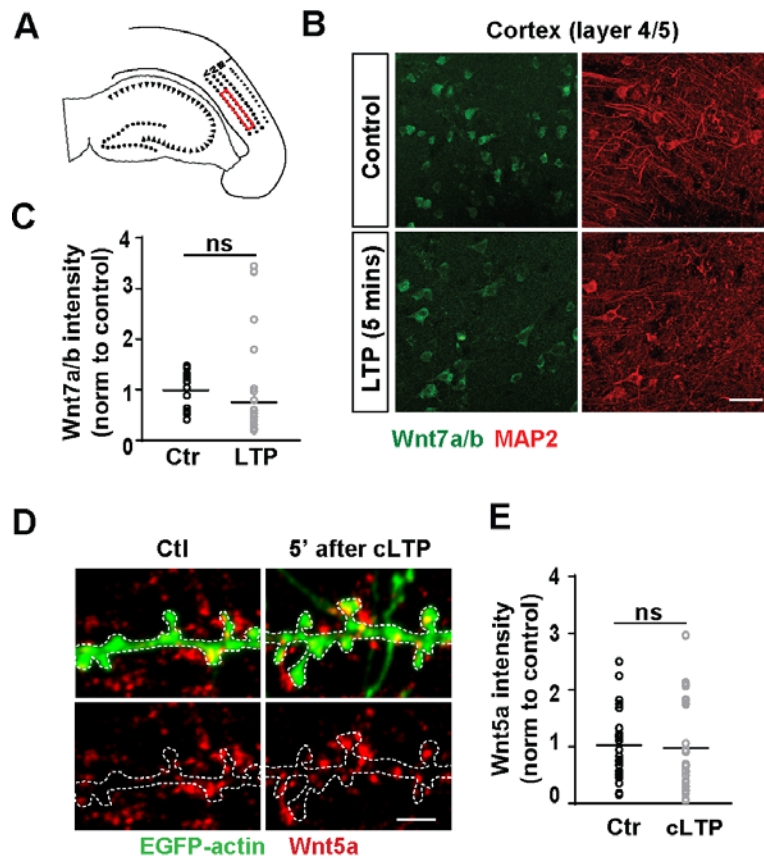 A
B
Cortex (layer 4/5)
Control
LTP (5 mins)
Wnt7a/b MAP2
C
Wnt7a/b intensity
(norm to control)
4
3
2
1
0
ns
Ctr LTP
D
Ctl 5' after cLTP
EGFP-actin Wnt5a
E
Wnt5a intensity
(norm to control)
4
3
2
1
0
ns
Ctr cLTP